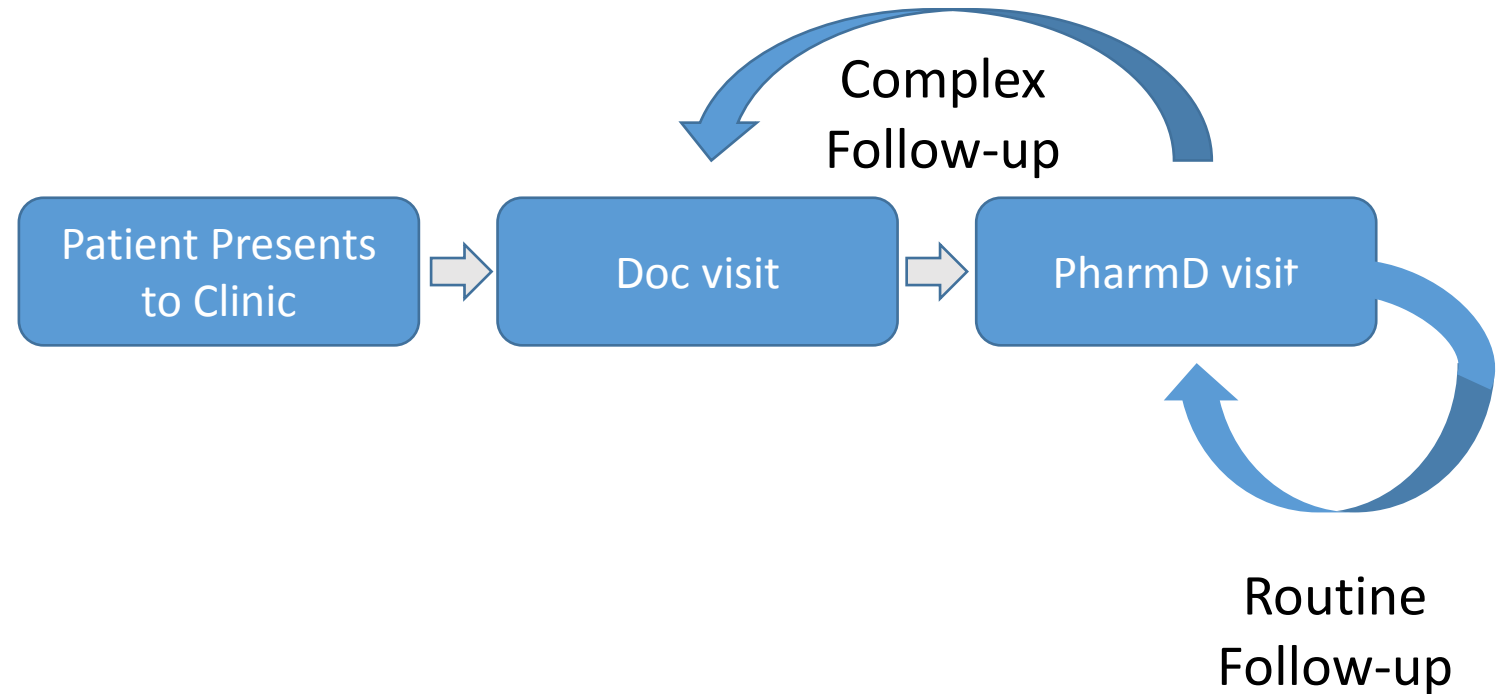 Complex
Follow-up
Patient Presents
to Clinic
Doc visit
PharmD visit
Routine
Follow-up